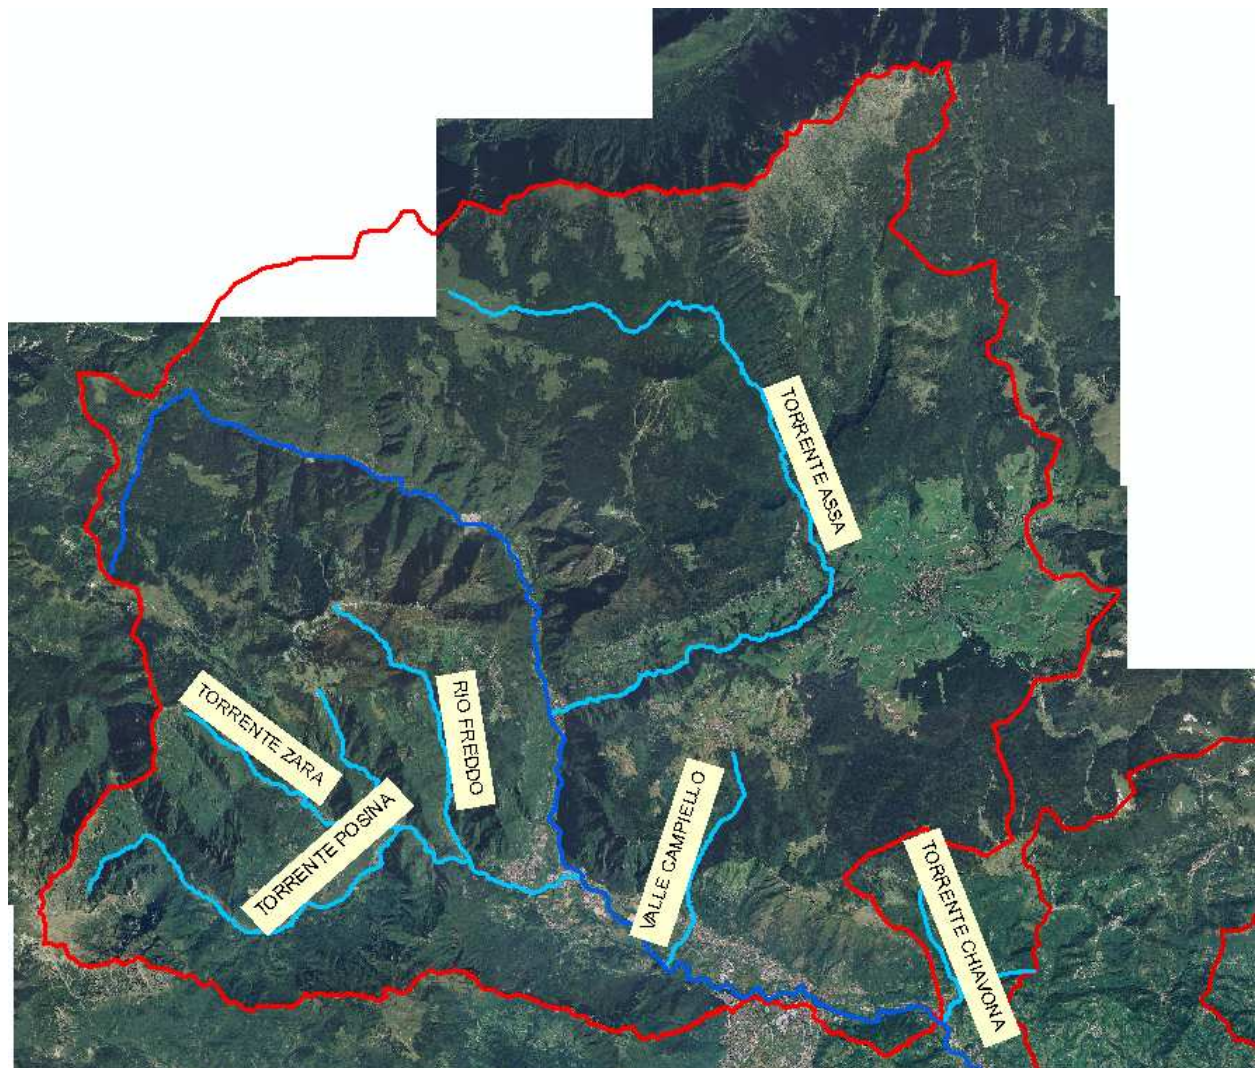 TORRENTE ASSA
TORRENTE ZARA
RIO FREDDO
TORRENTE POSINA
VALLE CAMPIELLO
TORRENTE CHIAVONA